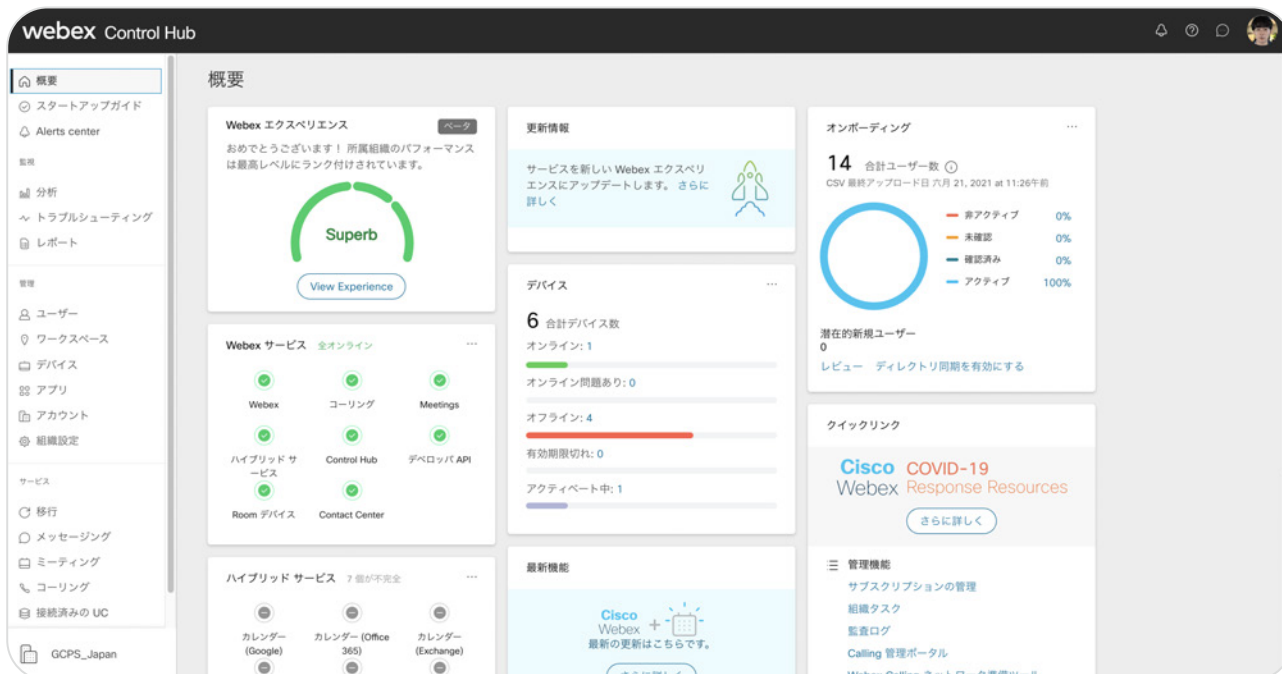 webex Control Hub
概要
スタートアップガイド
Alerts center
監視
分析
トラブルシューティング
レポート
管理
ユーザー
ワークスペース
デバイス
アプリ
アカウント
組織設定
サービス
移行
メッセージング
ミーティング
コーリング
接続済みの UC
GCPS_Japan
概要
Webex エクスペリエンス
ベータ
おめでとうございます！ 所属組織のパフォーマンス
は最高レベルにランク付けされています。
Superb
View Experience
Webex サービス 全オンライン
Webex
コーリング
Meetings
ハイブリッド サ
ービス
Control Hub
デベロッパ API
Room デバイス
Contact Center
ハイブリッド サービス 7 個が不完全
カレンダー
(Google)
カレンダー (Office
365)
カレンダー
(Exchange)
更新情報
サービスを新しい Webex エクスペリ
エンスにアップデートします。 さらに
詳しく
デバイス
6 合計デバイス数
オンライン: 1
オンライン問題あり: 0
オフライン: 4
有効期限切れ: 0
アクティベート中: 1
最新機能
Cisco
Webex +
最新の更新はこちらです。
さらに詳しく
オンボーディング
14 合計ユーザー数
CSV 最終アップロード日 六月 21, 2021 at 11:26午前
非アクティブ 0%
未確認 0%
確認済み 0%
アクティブ 100%
潜在的新規ユーザー
0
レビュー ディレクトリ同期を有効にする
クイックリンク
Cisco COVID-19
Webex Response Resources
さらに詳しく
管理機能
サブスクリプションの管理
組織タスク
監査ログ
Calling 管理ポータル
Webex Calling ネットワーク準備ツール